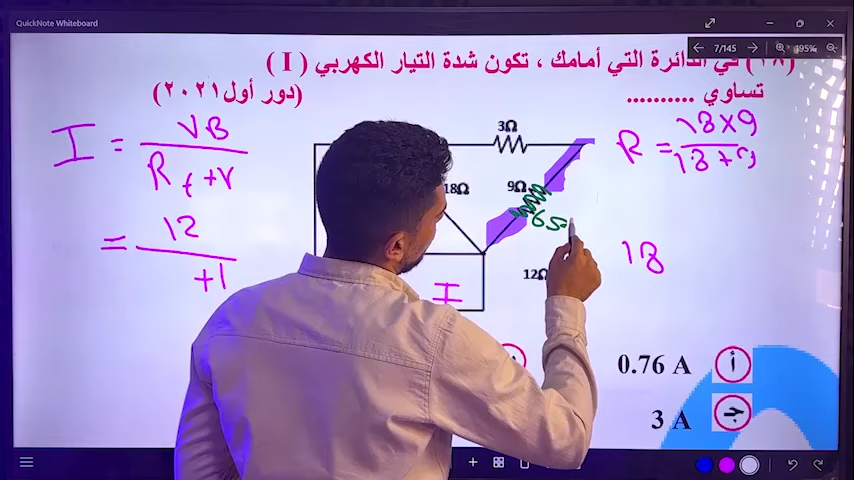 QuickNote Whiteboard
7/145
195%
في الدائرة التي أمامك ، تكون شدة التيار الكهربي ( I )
تساوي ..........
(دور أول ٢٠٢١)
I = VB / Rt + r
= 12 / +1
3Ω
18Ω
9Ω
6Ω
12Ω
I
R = 18×9 / 18+9
18
أ
0.76 A
ج
3 A